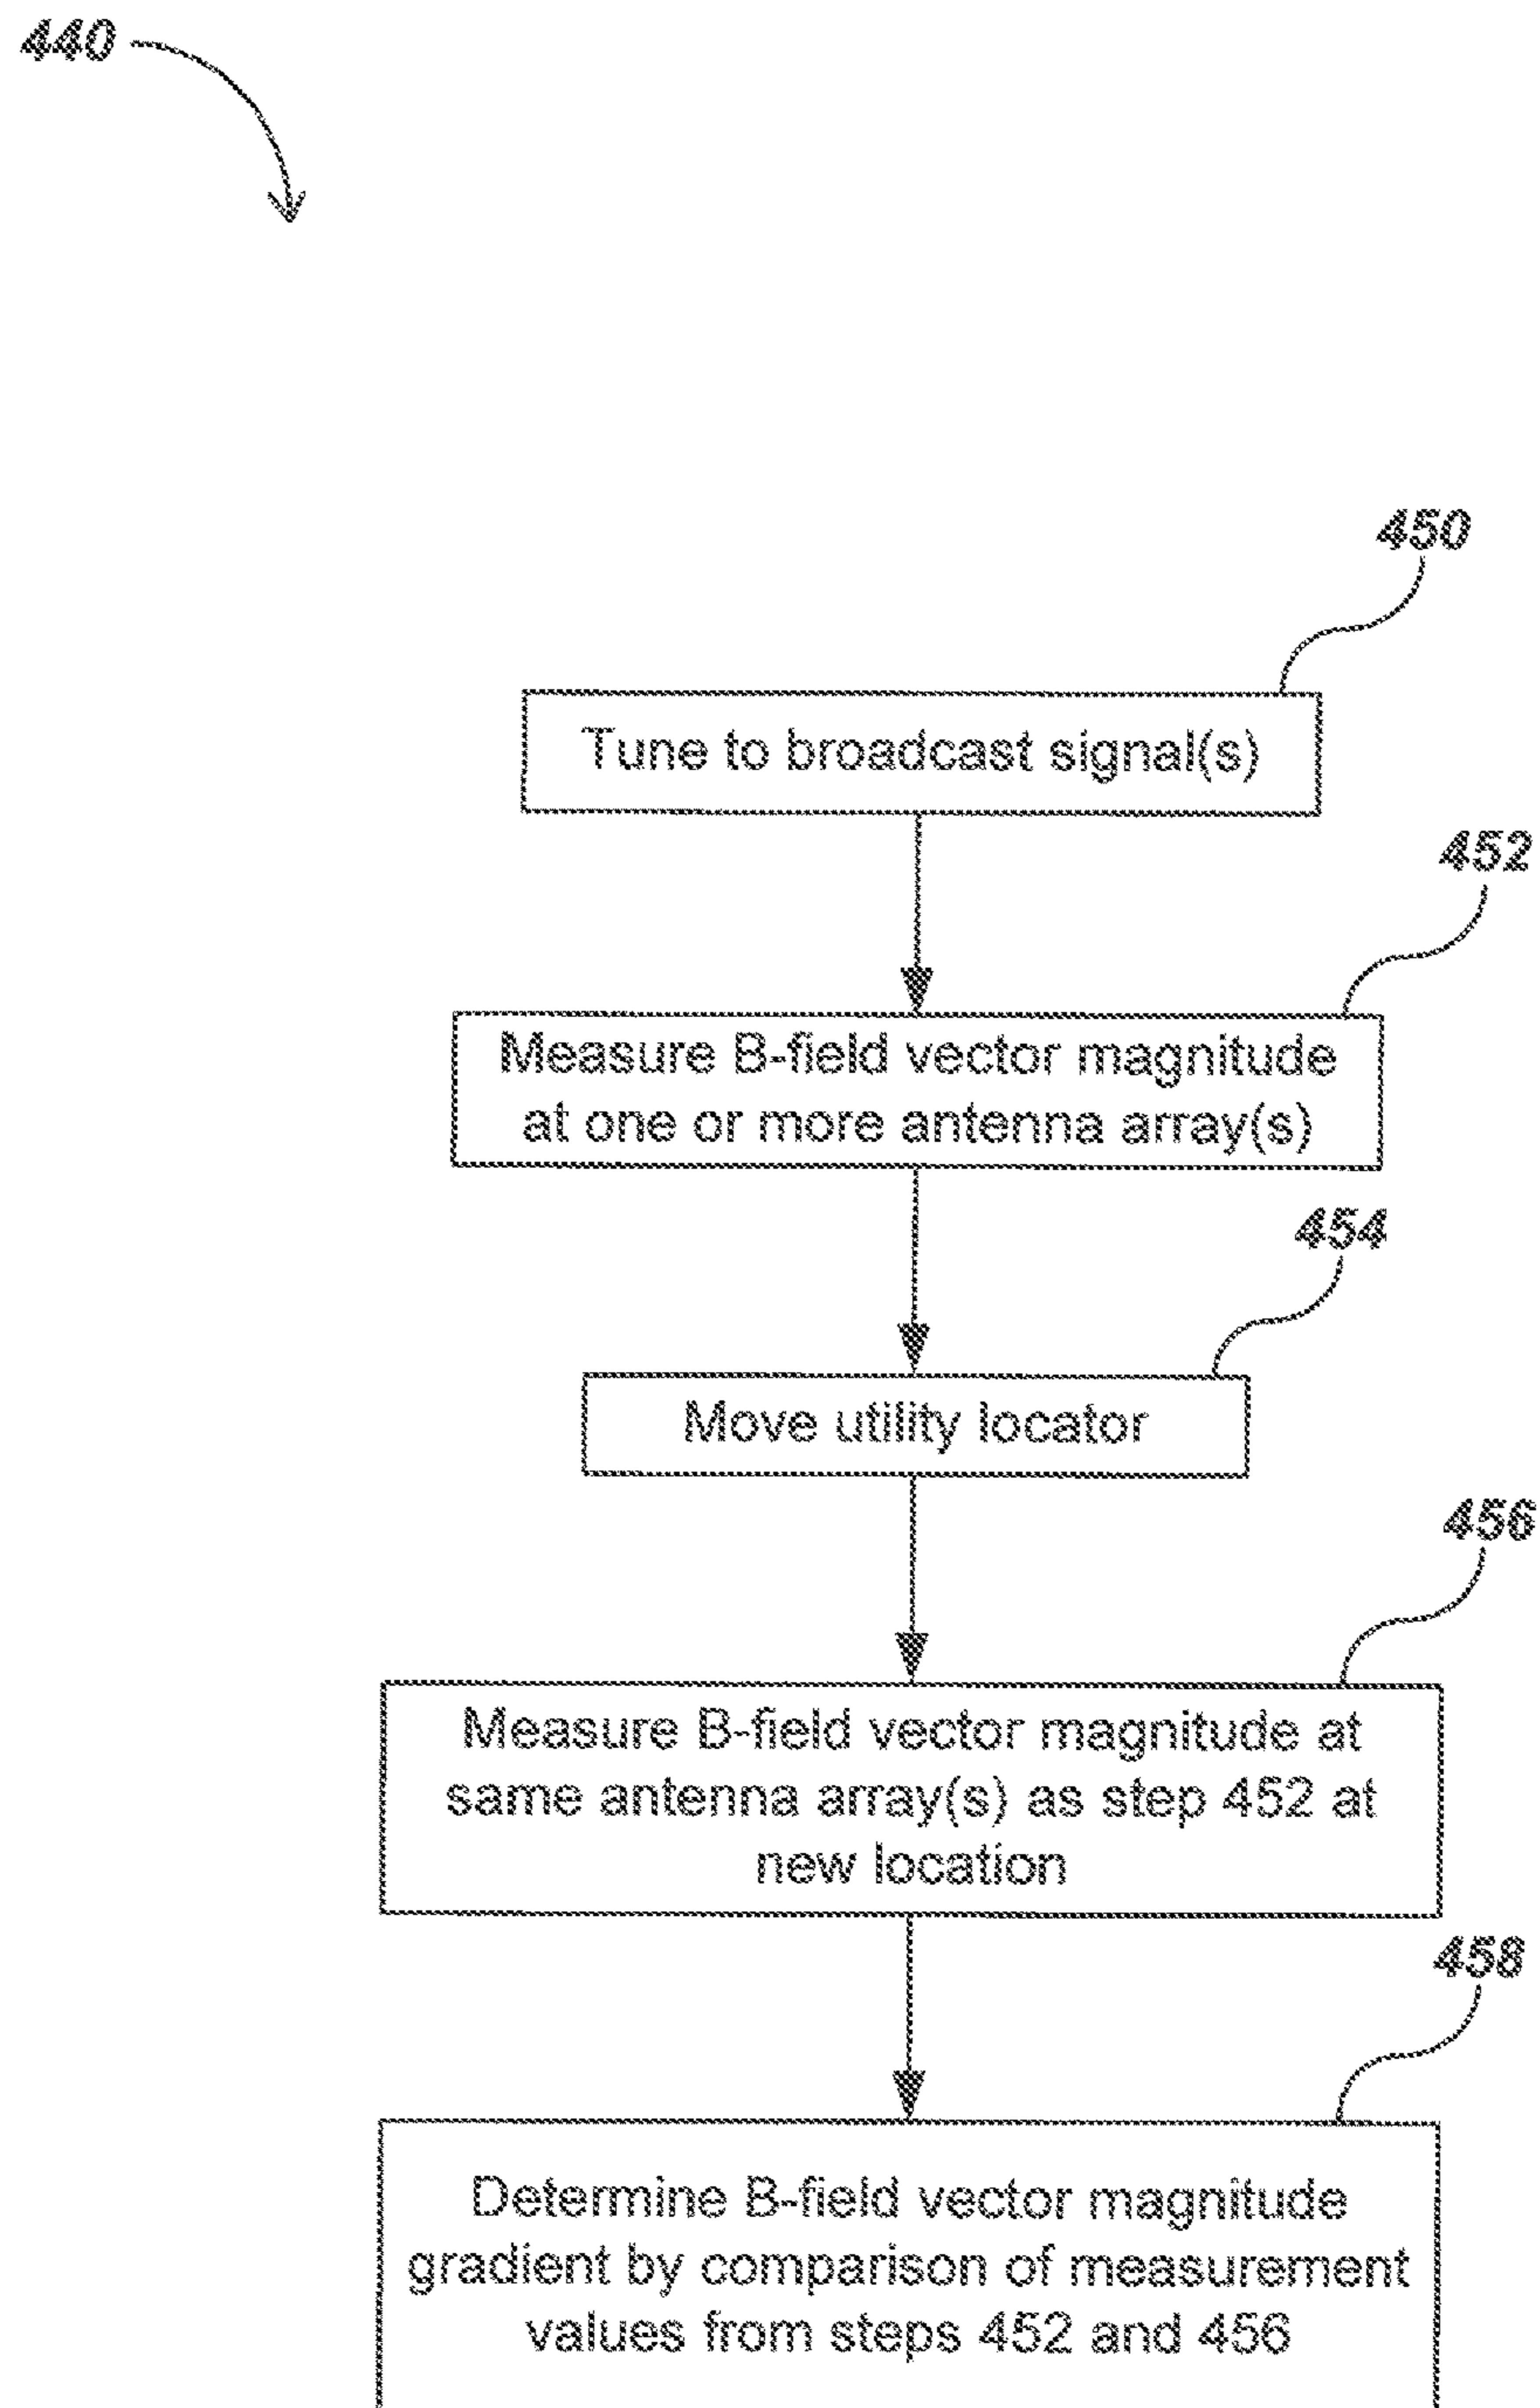 440
450
Tune to broadcast signal(s)
452
Measure B-field vector magnitude
at one or more antenna array(s)
454
Move utility locator
456
Measure B-field vector magnitude at
same antenna array(s) as step 452 at
new location
458
Determine B-field vector magnitude
gradient by comparison of measurement
values from steps 452 and 456